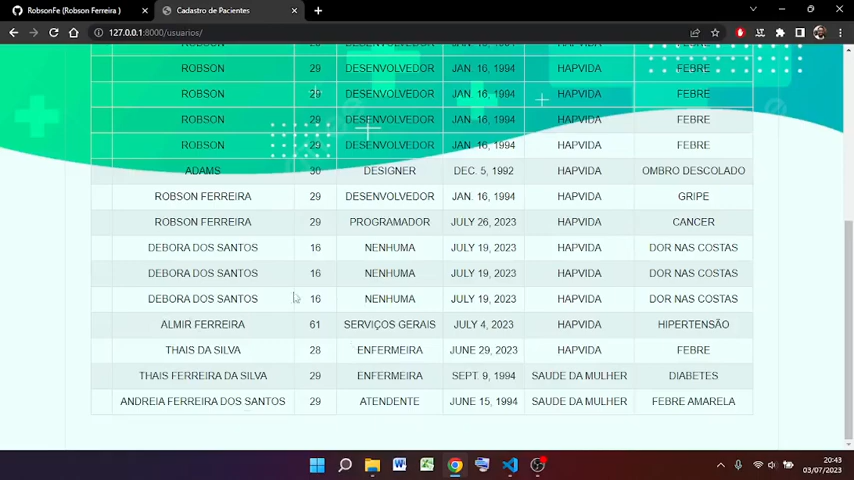 RobsonFe (Robson Ferreira )
Cadastro de Pacientes
127.0.0.1:8000/usuarios/
ROBSON 29 DESENVOLVEDOR JAN. 16, 1994 HAPVIDA FEBRE
ROBSON 29 DESENVOLVEDOR JAN. 16, 1994 HAPVIDA FEBRE
ROBSON 29 DESENVOLVEDOR JAN. 16, 1994 HAPVIDA FEBRE
ROBSON 29 DESENVOLVEDOR JAN. 16, 1994 HAPVIDA FEBRE
ADAMS 30 DESIGNER DEC. 5, 1992 HAPVIDA OMBRO DESCOLADO
ROBSON FERREIRA 29 DESENVOLVEDOR JAN. 16, 1994 HAPVIDA GRIPE
ROBSON FERREIRA 29 PROGRAMADOR JULY 26, 2023 HAPVIDA CANCER
DEBORA DOS SANTOS 16 NENHUMA JULY 19, 2023 HAPVIDA DOR NAS COSTAS
DEBORA DOS SANTOS 16 NENHUMA JULY 19, 2023 HAPVIDA DOR NAS COSTAS
DEBORA DOS SANTOS 16 NENHUMA JULY 19, 2023 HAPVIDA DOR NAS COSTAS
ALMIR FERREIRA 61 SERVIÇOS GERAIS JULY 4, 2023 HAPVIDA HIPERTENSÃO
THAIS DA SILVA 28 ENFERMEIRA JUNE 29, 2023 HAPVIDA FEBRE
THAIS FERREIRA DA SILVA 29 ENFERMEIRA SEPT. 9, 1994 SAUDE DA MULHER DIABETES
ANDREIA FERREIRA DOS SANTOS 29 ATENDENTE JUNE 15, 1994 SAUDE DA MULHER FEBRE AMARELA
20:43
03/07/2023